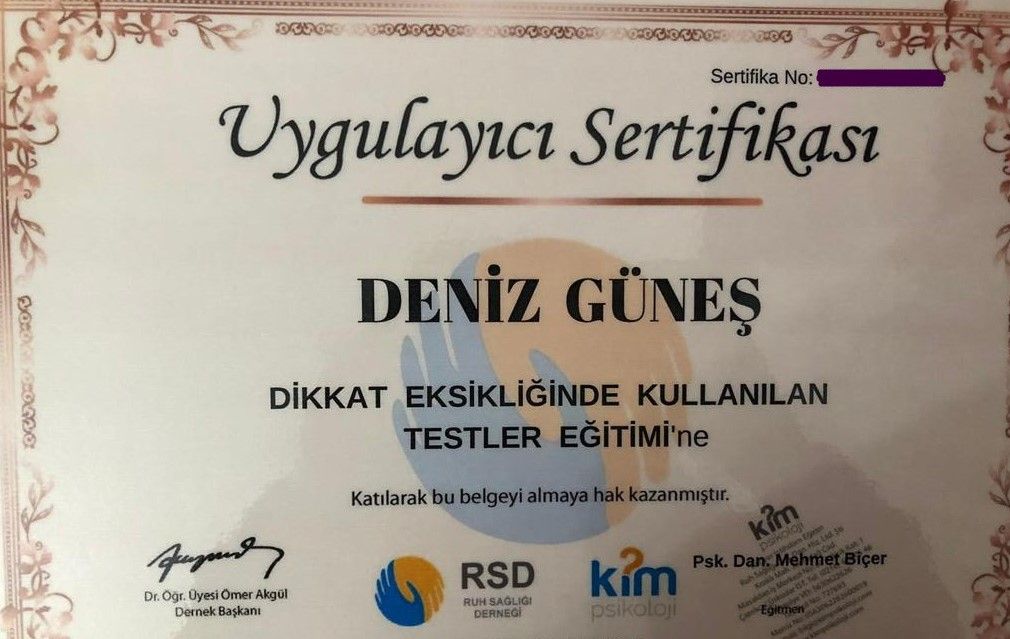 Sertifika No:
Uygulayıcı Sertifikası
DENİZ GÜNEŞ
DİKKAT EKSİKLİĞİNDE KULLANILAN
TESTLER EĞİTİMİ'ne
Katılarak bu belgeyi almaya hak kazanmıştır.
Dr. Öğr. Üyesi Ömer Akgül
Dernek Başkanı
RSD
RUH SAĞLIĞI
DERNEĞİ
kim
psikoloji
kim
psikoloji
Psk. Dan. Mehmet Biçer
Eğitmen